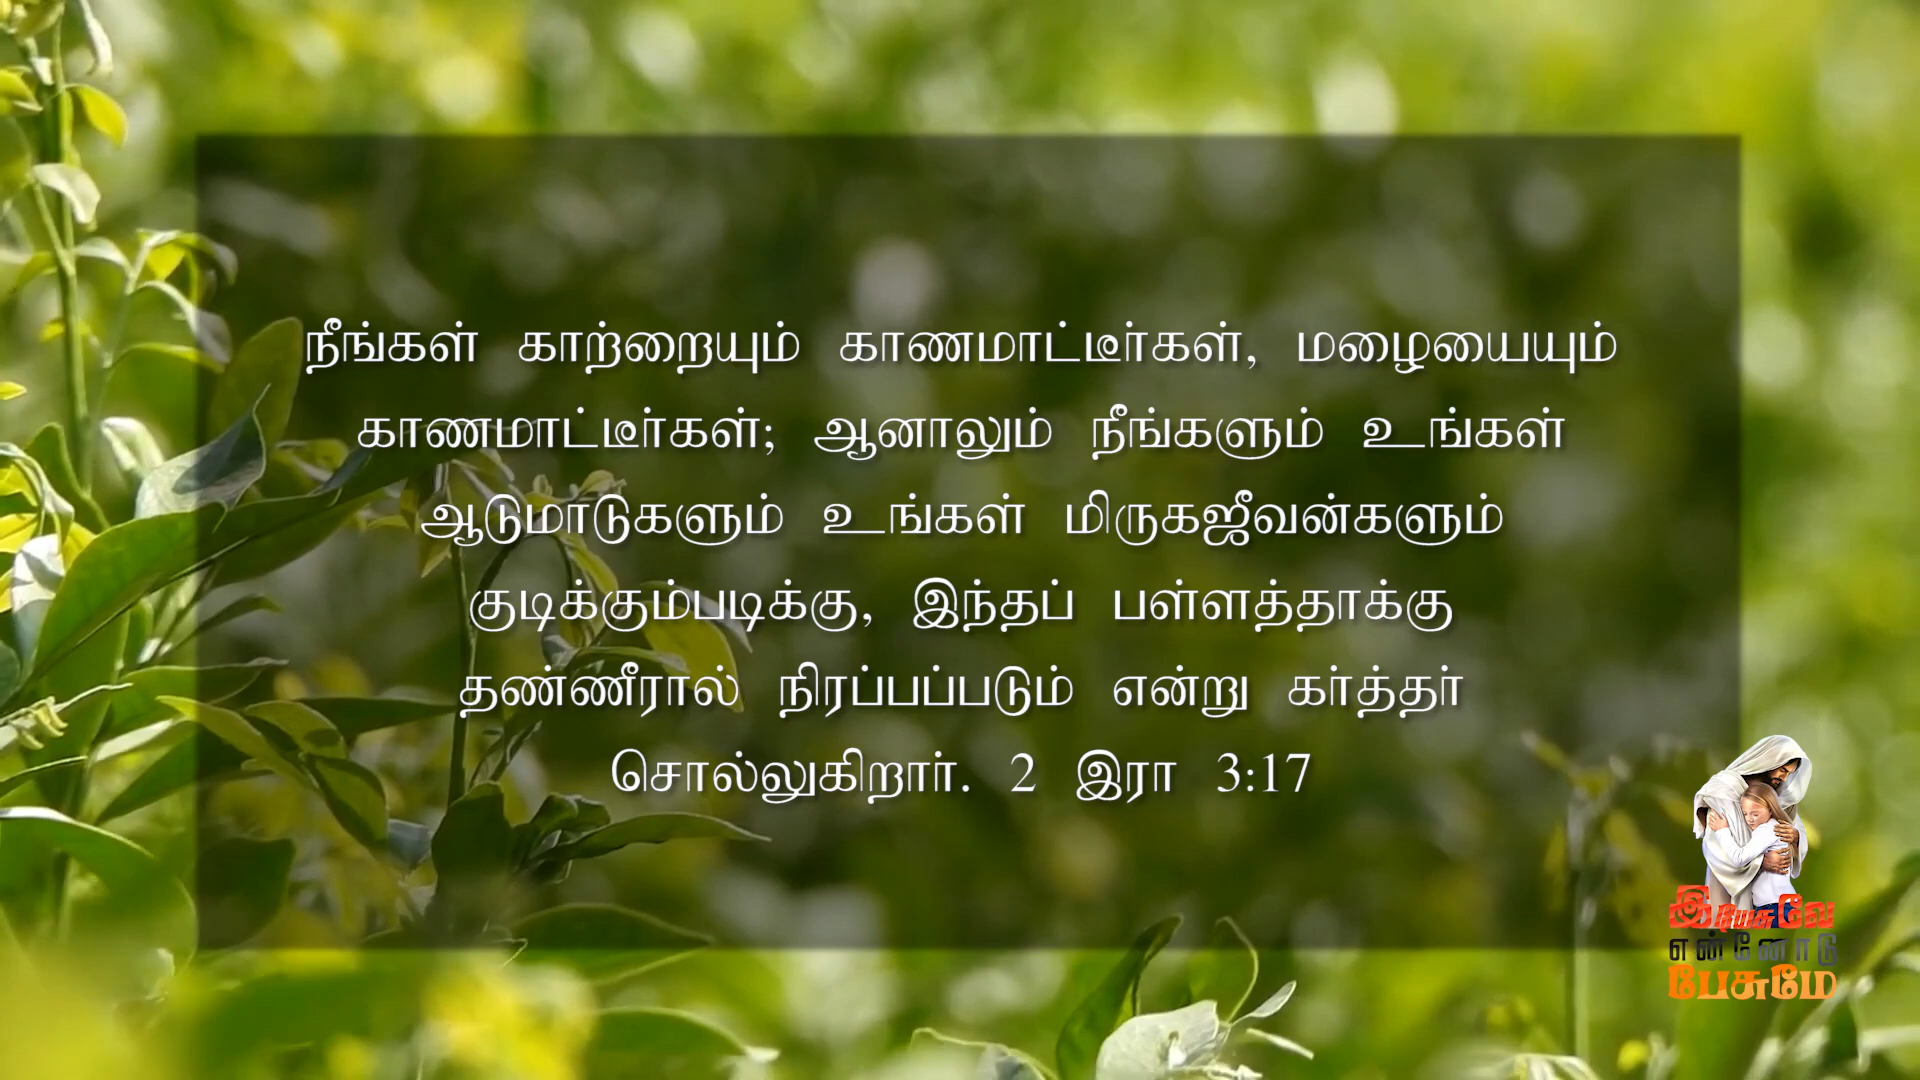 நீங்கள் காற்றையும் காணமாட்டீர்கள், மழையையும்
காணமாட்டீர்கள்; ஆனாலும் நீங்களும் உங்கள்
ஆடுமாடுகளும் உங்கள் மிருகஜீவன்களும்
குடிக்கும்படிக்கு, இந்தப் பள்ளத்தாக்கு
தண்ணீரால் நிரப்பப்படும் என்று கர்த்தர்
சொல்லுகிறார். 2 இரா 3:17
இயேசுவே
என்னோடு
பேசுமே